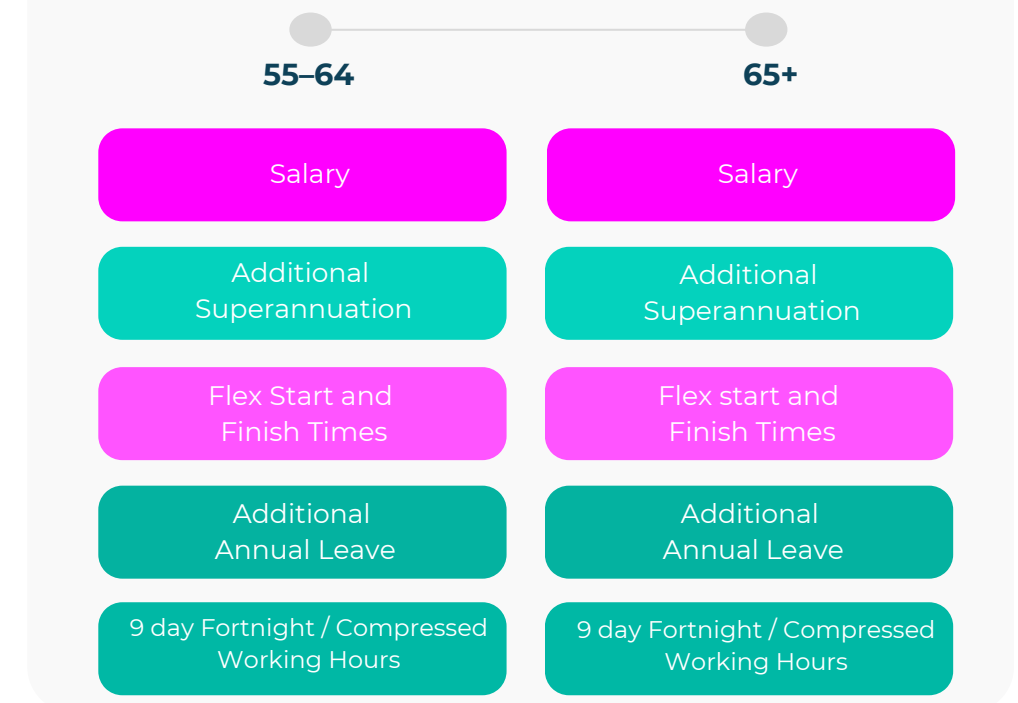 55–64
65+
Salary
Salary
Additional
Superannuation
Additional
Superannuation
Flex Start and
Finish Times
Flex start and
Finish Times
Additional
Annual Leave
Additional
Annual Leave
9 day Fortnight / Compressed
Working Hours
9 day Fortnight / Compressed
Working Hours